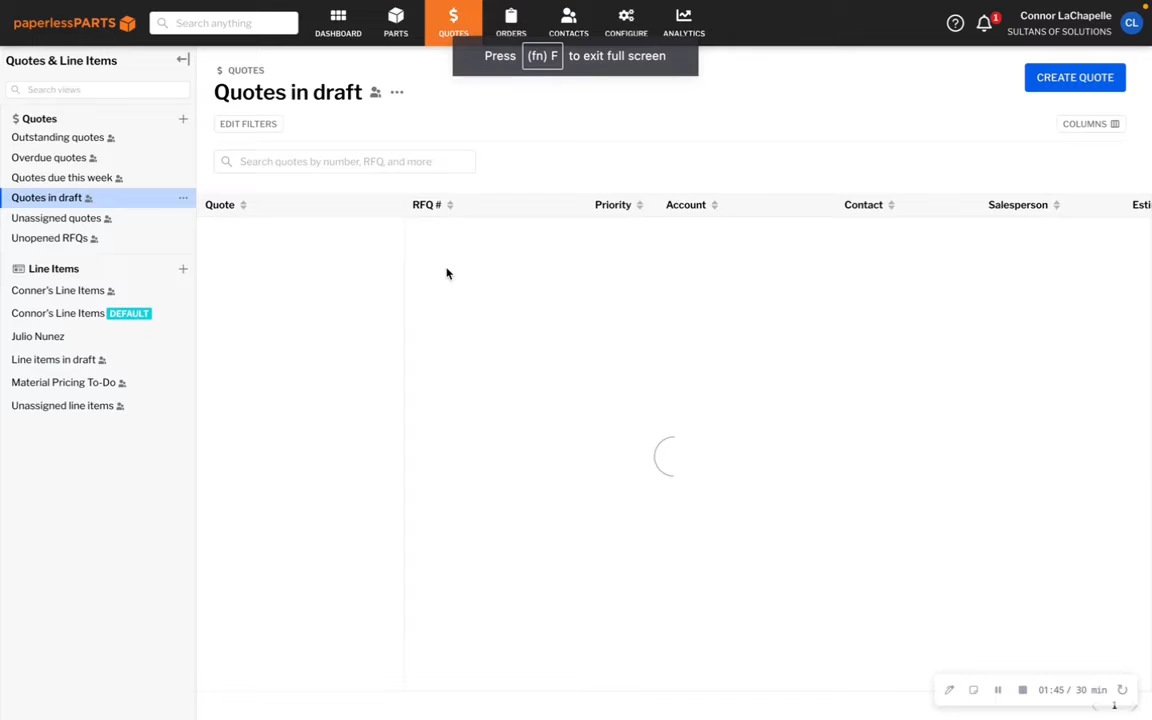 paperlessPARTS
Search anything
DASHBOARD
PARTS
QUOTES
ORDERS
CONTACTS
CONFIGURE
ANALYTICS
1
Connor LaChapelle
SULTANS OF SOLUTIONS
CL
Press (fn) F to exit full screen
Quotes & Line Items
Search views
$ Quotes
Outstanding quotes
Overdue quotes
Quotes due this week
Quotes in draft
Unassigned quotes
Unopened RFQs
Line Items
Conner's Line Items
Connor's Line Items DEFAULT
Julio Nunez
Line items in draft
Material Pricing To-Do
Unassigned line items
$ QUOTES
Quotes in draft
CREATE QUOTE
EDIT FILTERS
COLUMNS
Search quotes by number, RFQ, and more
Quote
RFQ #
Priority
Account
Contact
Salesperson
Esti
01:45 / 30 min
1